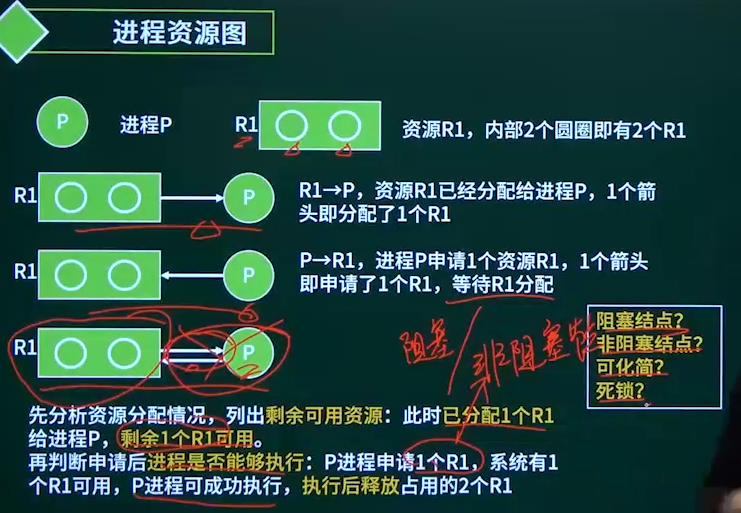 进程资源图
P
进程P
R1
资源R1，内部2个圆圈即有2个R1
R1
P
R1→P，资源R1已经分配给进程P，1个箭
头即分配了1个R1
R1
P
P→R1，进程P申请1个资源R1，1个箭头
即申请了1个R1，等待R1分配
R1
P
阻塞
非阻塞
阻塞结点？
非阻塞结点？
可化简？
死锁？
先分析资源分配情况，列出剩余可用资源：此时已分配1个R1
给进程P，剩余1个R1可用。
再判断申请后进程是否能够执行：P进程申请1个R1，系统有1
个R1可用，P进程可成功执行，执行后释放占用的2个R1